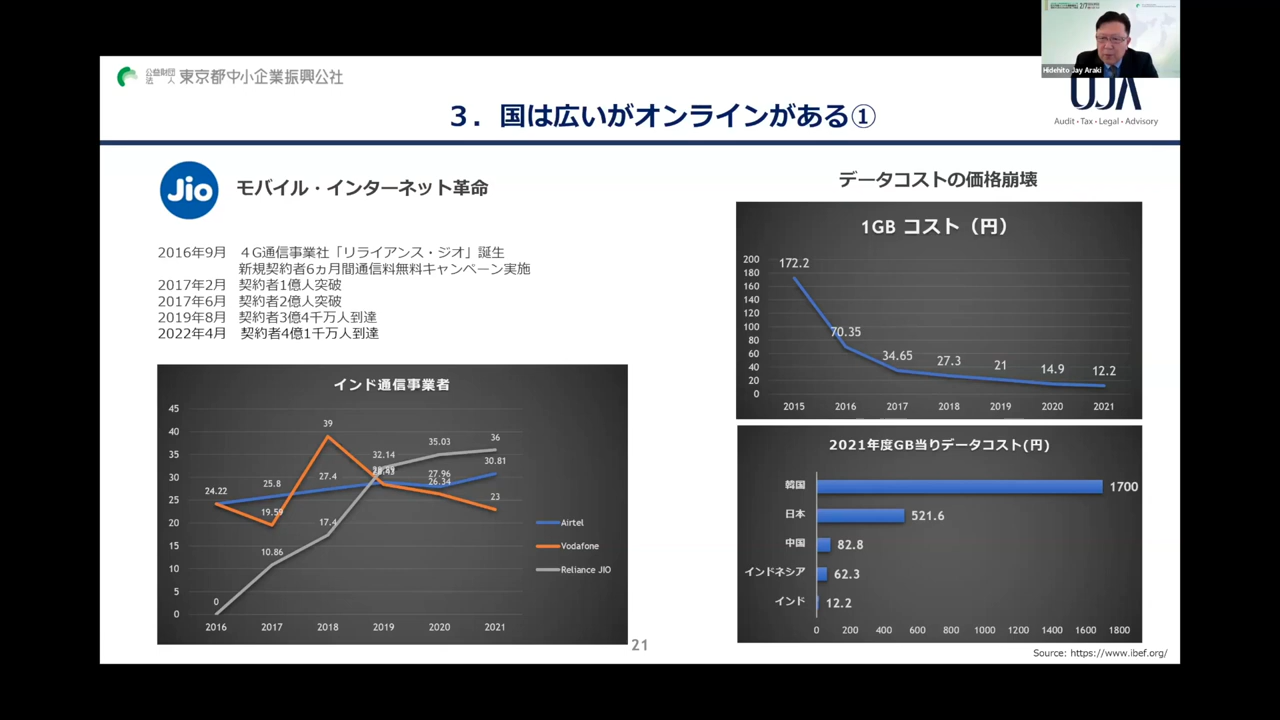 公益財団法人 東京都中小企業振興公社
Hidehito Jay Araki
UJA
Audit・Tax・Legal・Advisory
３．国は広いがオンラインがある①
Jio
モバイル・インターネット革命
2016年9月 ４G通信事業社「リライアンス・ジオ」誕生
新規契約者6ヵ月間通信料無料キャンペーン実施
2017年2月 契約者1億人突破
2017年6月 契約者2億人突破
2019年8月 契約者3億4千万人到達
2022年4月 契約者4億1千万人到達
インド通信事業者
45
40
35
30
25
20
15
10
5
0
24.22
25.8
27.4
27.96
30.81
19.59
39
26.34
23
0
10.86
17.4
32.14
35.03
36
2016 2017 2018 2019 2020 2021
Airtel
Vodafone
Reliance JIO
データコストの価格崩壊
1GB コスト（円）
200
180
160
140
120
100
80
60
40
20
0
172.2
70.35
34.65
27.3
21
14.9
12.2
2015 2016 2017 2018 2019 2020 2021
2021年度GB当りデータコスト(円)
韓国 1700
日本 521.6
中国 82.8
インドネシア 62.3
インド 12.2
0 200 400 600 800 1000 1200 1400 1600 1800
21
Source: https://www.ibef.org/